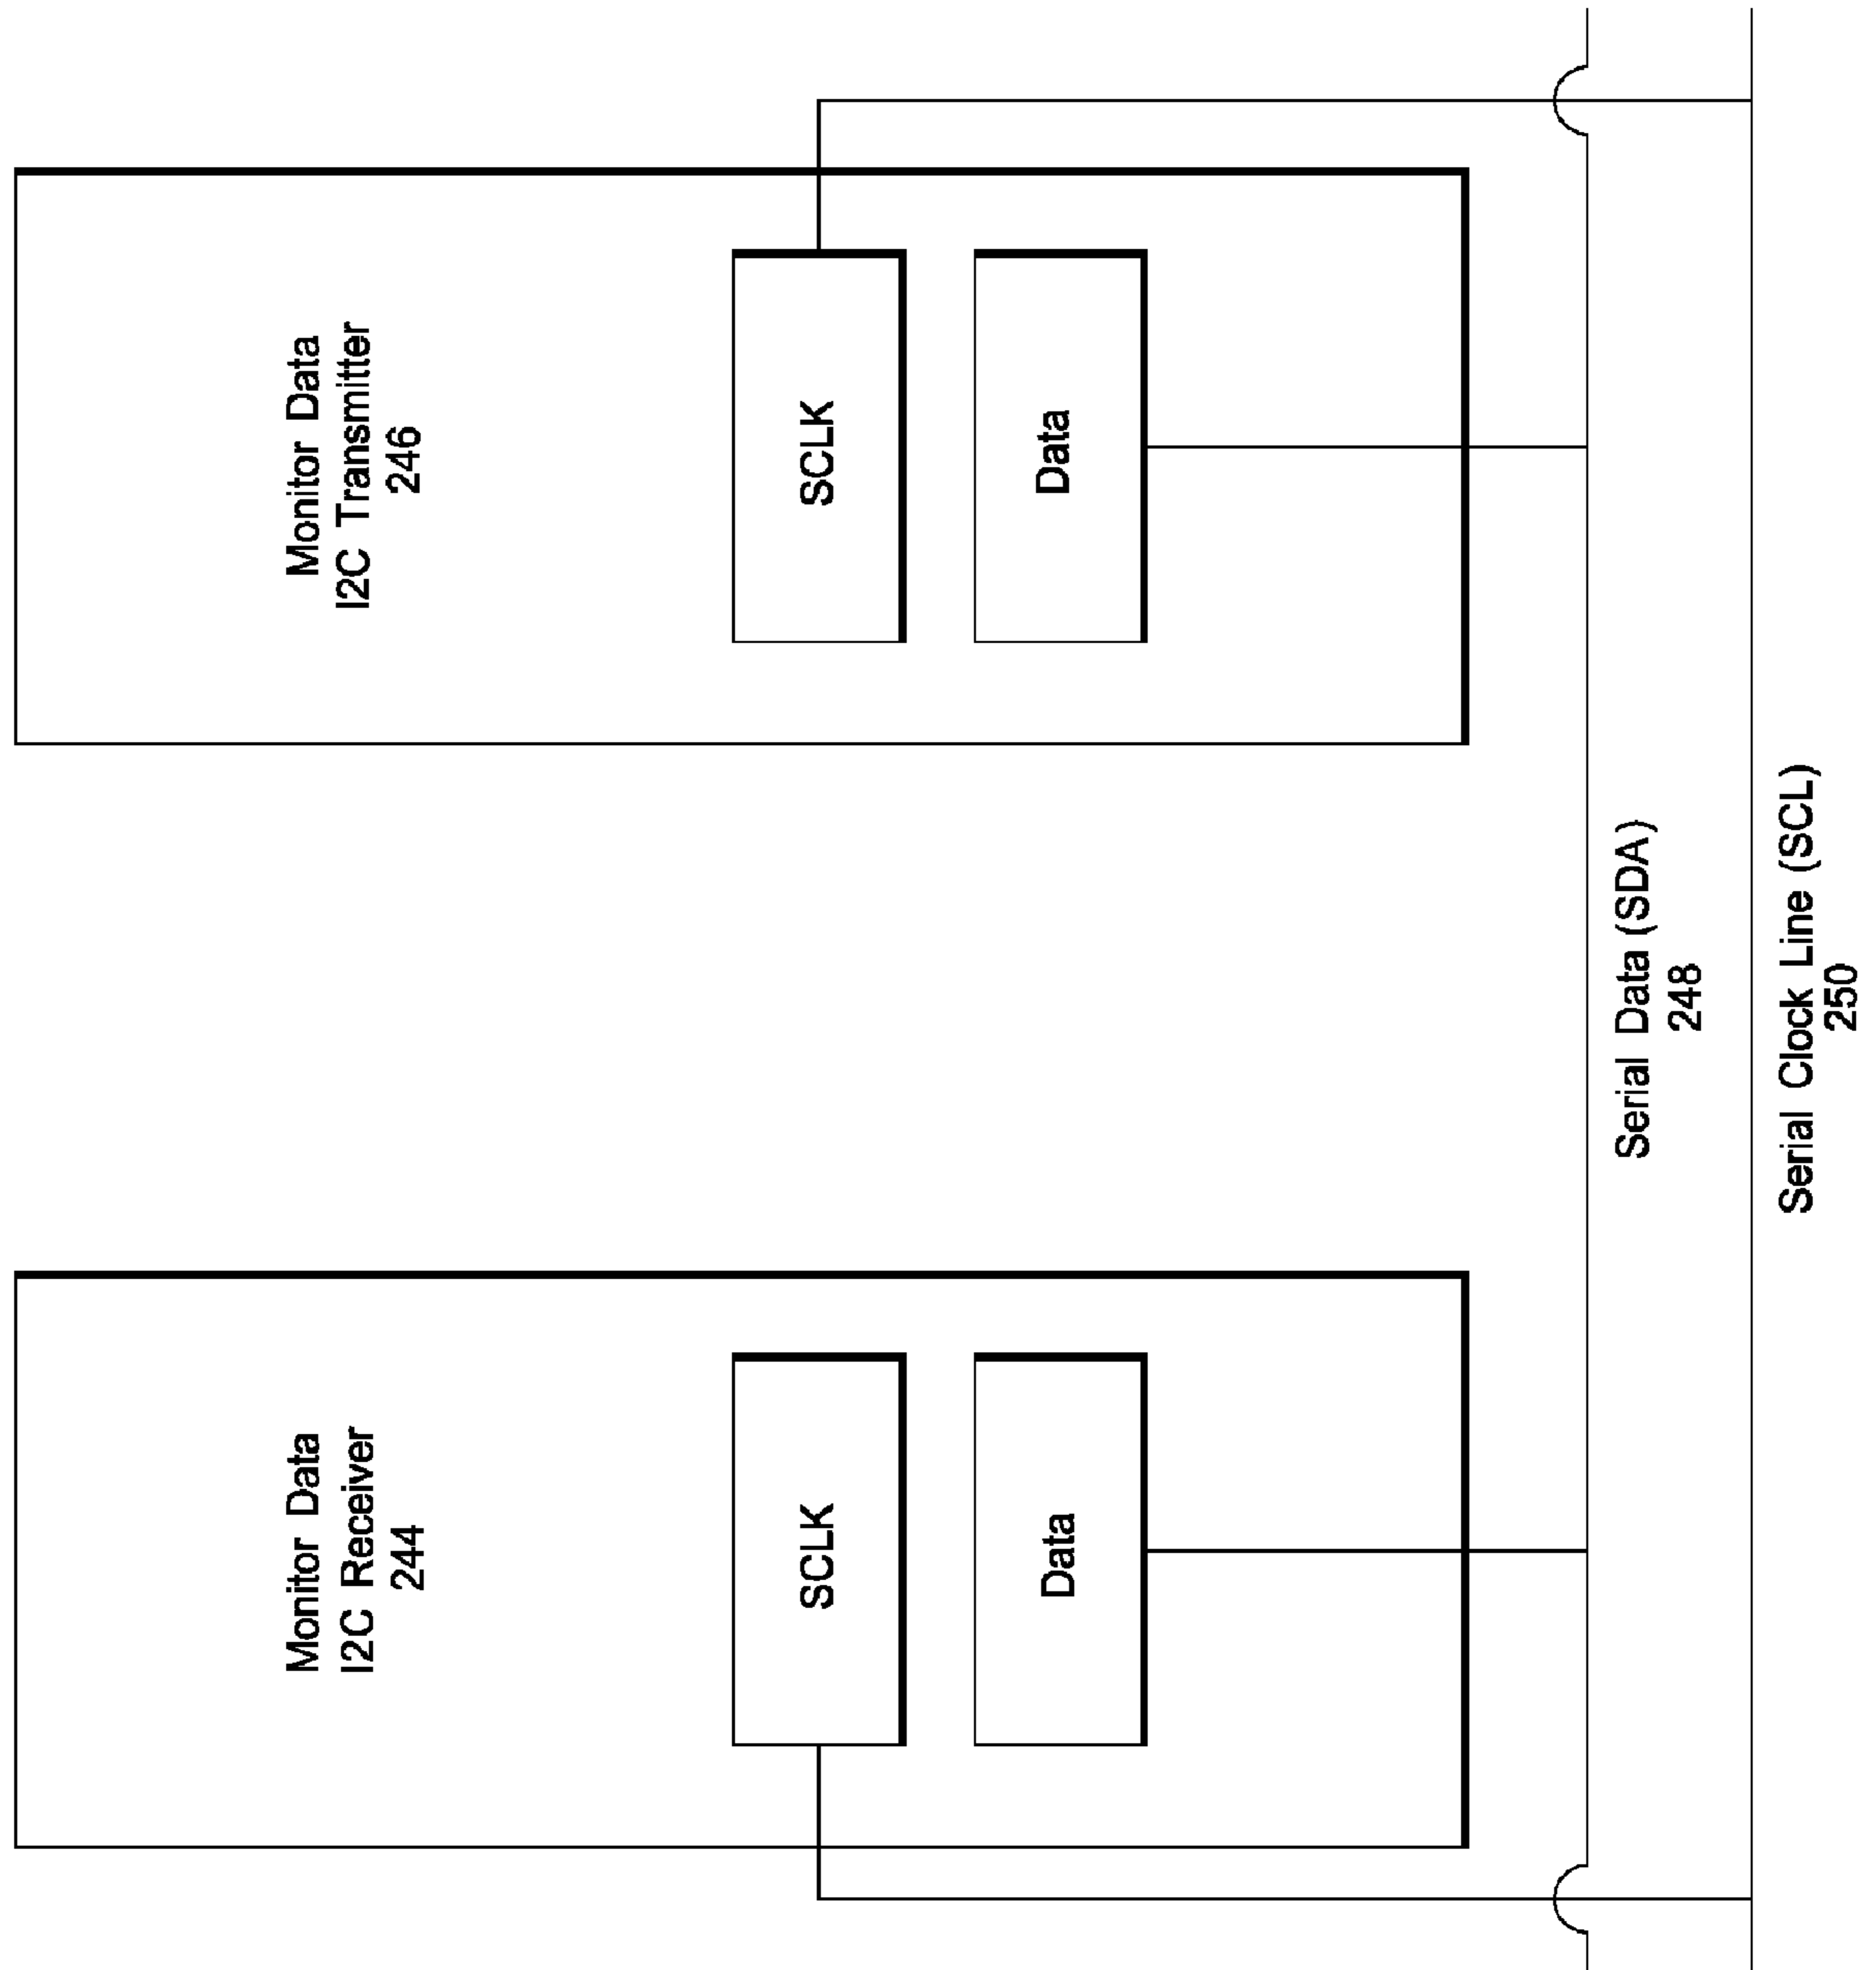 Monitor Data
I2C Receiver
244
SCLK
Data
Monitor Data
I2C Transmitter
246
SCLK
Data
Serial Data (SDA)
248
Serial Clock Line (SCL)
250